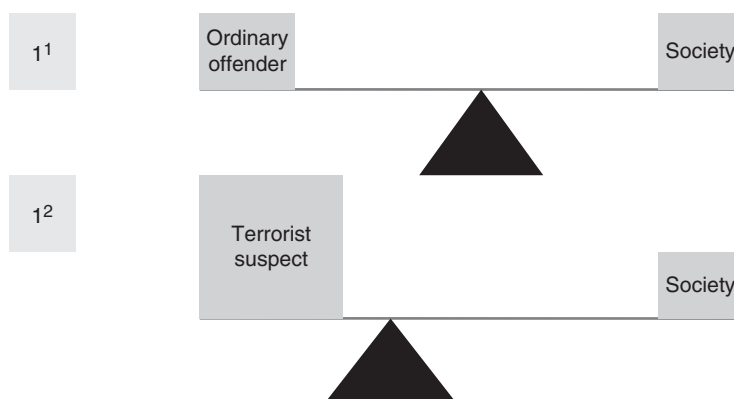 1¹
Ordinary
offender
Society
1²
Terrorist
suspect
Society